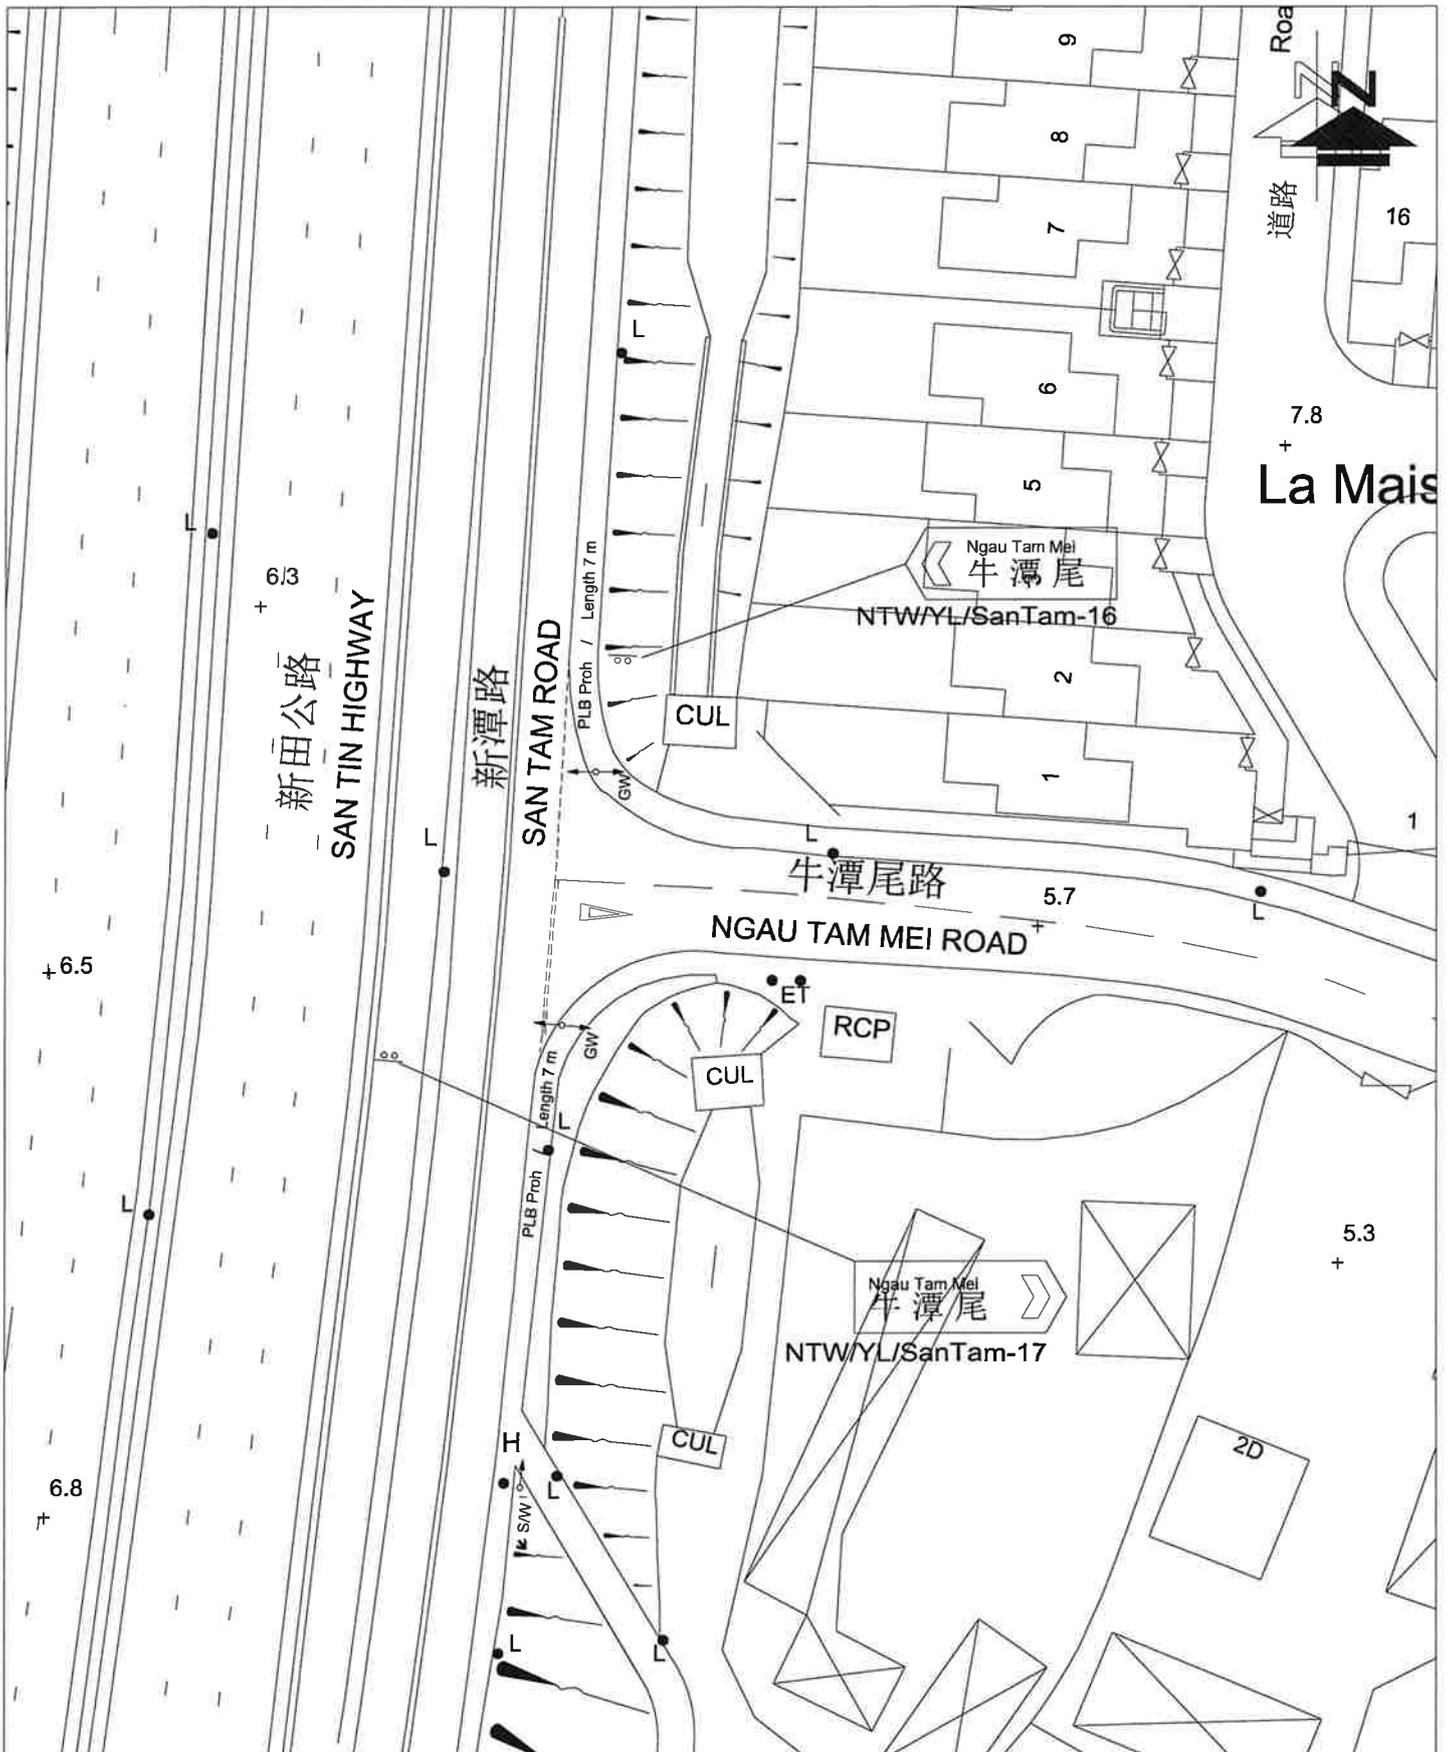 9
Roa
N
8
道路
16
7
L
6
7.8
La Mais
5
L
Ngau Tam Mei
牛潭尾
NTW/YL/SanTam-16
6.3
PLB Proh / Length 7 m
新田公路
SAN TIN HIGHWAY
新潭路
SAN TAM ROAD
2
CUL
1
GW
L
L
1
牛潭尾路
5.7
L
NGAU TAM MEI ROAD
6.5
ET
RCP
GW
CUL
PLB Proh / Length 7 m
L
L
5.3
Ngau Tam Mei
牛潭尾
NTW/YL/SanTam-17
H
CUL
2D
6.8
L
S/W
L
L